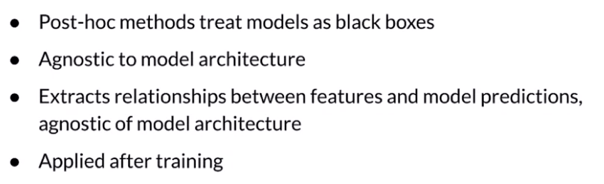 ● Post-hoc methods treat models as black boxes
● Agnostic to model architecture
● Extracts relationships between features and model predictions,
agnostic of model architecture
● Applied after training